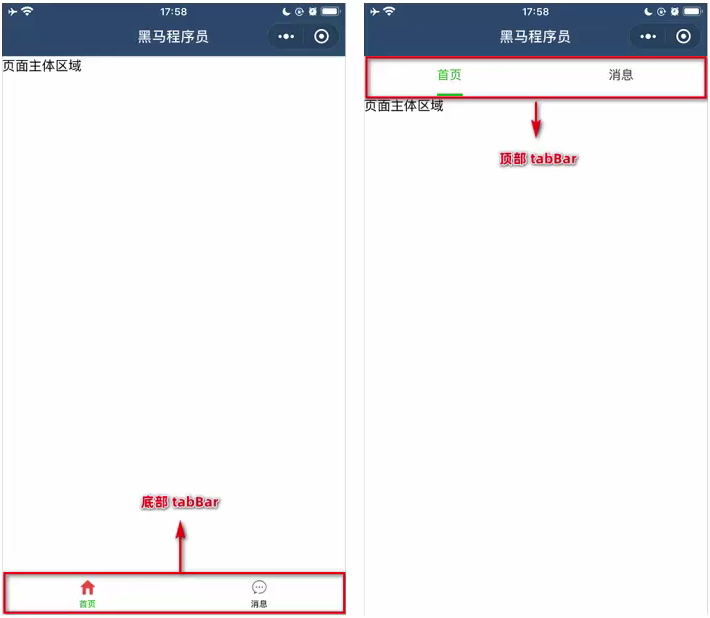 17:58
黑马程序员
页面主体区域
底部 tabBar
首页
消息
17:58
黑马程序员
首页
消息
页面主体区域
顶部 tabBar